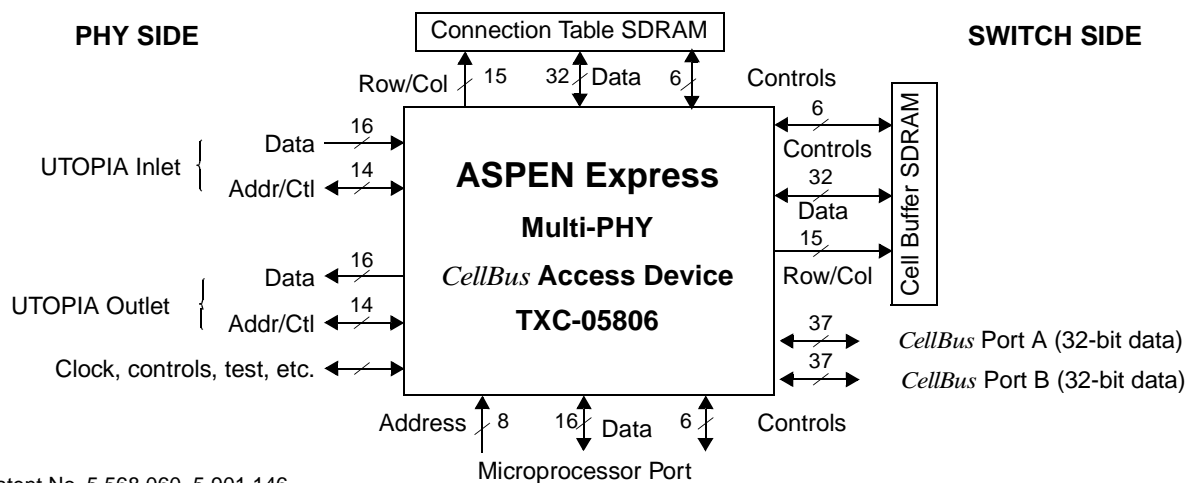 PHY SIDE
Connection Table SDRAM
SWITCH SIDE
Row/Col 15 32 Data 6 Controls
UTOPIA Inlet
Data 16
Addr/Ctl 14
UTOPIA Outlet
Data 16
Addr/Ctl 14
Clock, controls, test, etc.
ASPEN Express
Multi-PHY
CellBus Access Device
TXC-05806
6
Controls
32
Data
15
Row/Col
Cell Buffer SDRAM
37
CellBus Port A (32-bit data)
37
CellBus Port B (32-bit data)
Address 8 16 Data 6 Controls
Microprocessor Port